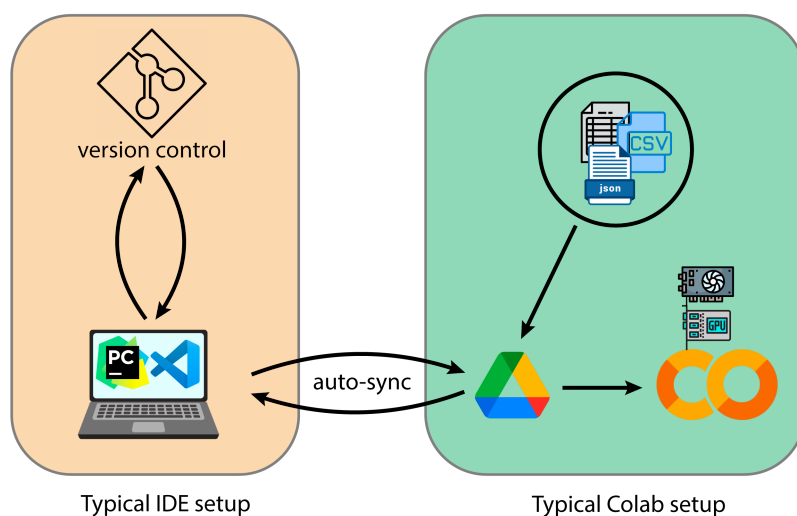 version control
CSV
json
GPU
PC
auto-sync
Typical IDE setup
Typical Colab setup